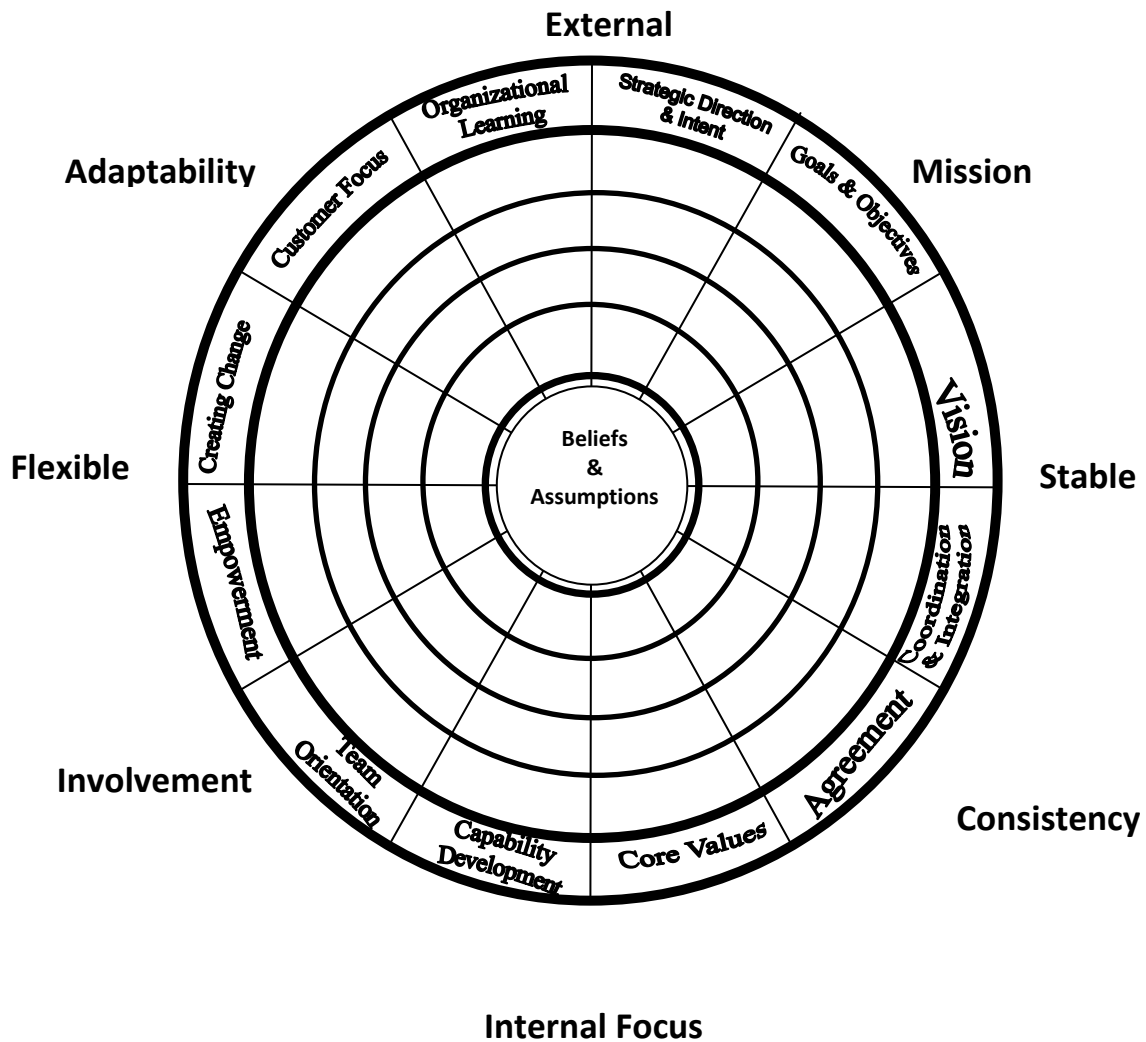 External
Organizational
Learning
Strategic Direction
& Intent
Adaptability
Customer Focus
Goals & Objectives
Mission
Creating Change
Vision
Flexible
Beliefs
&
Assumptions
Stable
Empowerment
Coordination
& Integration
Involvement
Team
Orientation
Capability
Development
Core Values
Agreement
Consistency
Internal Focus